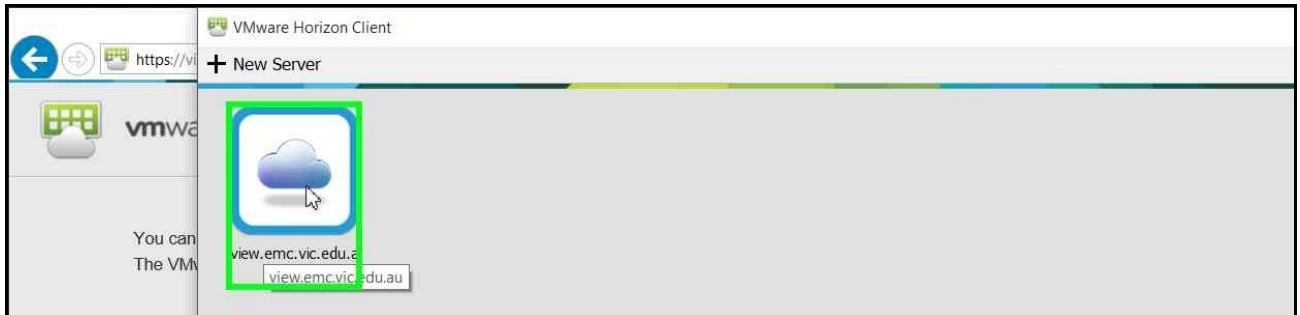 VMware Horizon Client
https://vi
+ New Server
vmwa
You can
The VMv
view.emc.vic.edu.a
view.emc.vic.edu.au